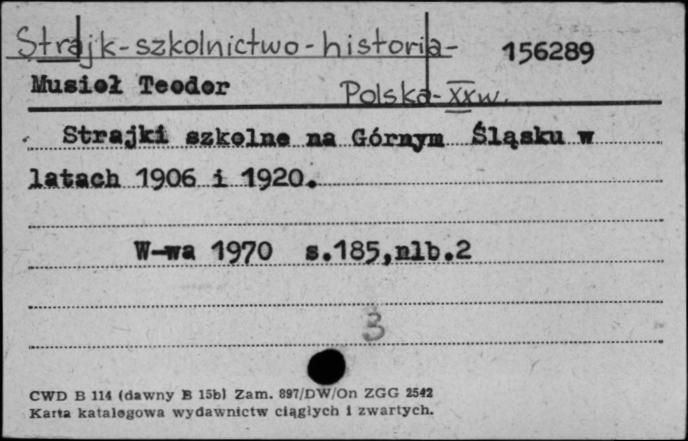 Strajk-szkolnictwo-historia- 156289
Musioł Teodor Polska-XXw.
Strajki szkolne na Górnym Śląsku w
latach 1906 i 1920.
W-wa 1970 s.185,nlb.2
3
CWD B 114 (dawny B 15b) Zam. 897/DW/On ZGG 2542
Karta katalogowa wydawnictw ciągłych i zwartych.